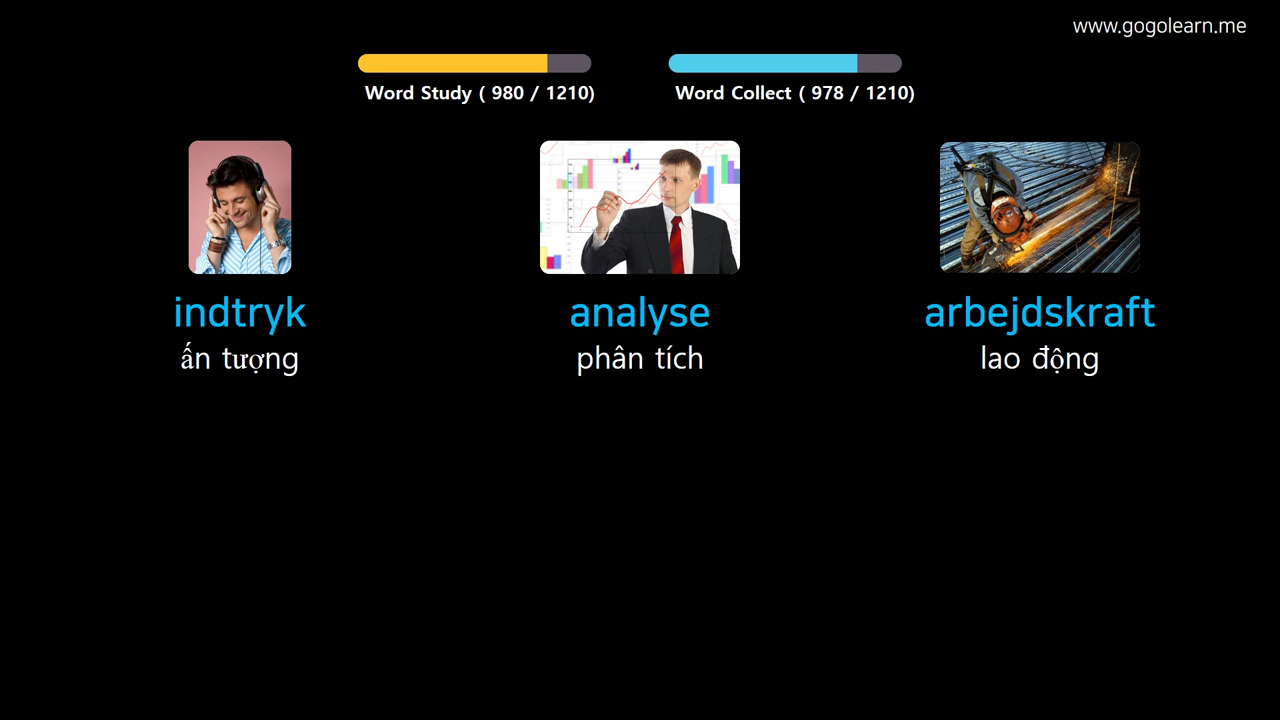 www.gogolearn.me
Word Study ( 980 / 1210)
Word Collect ( 978 / 1210)
indtryk
ấn tượng
analyse
phân tích
arbejdskraft
lao động